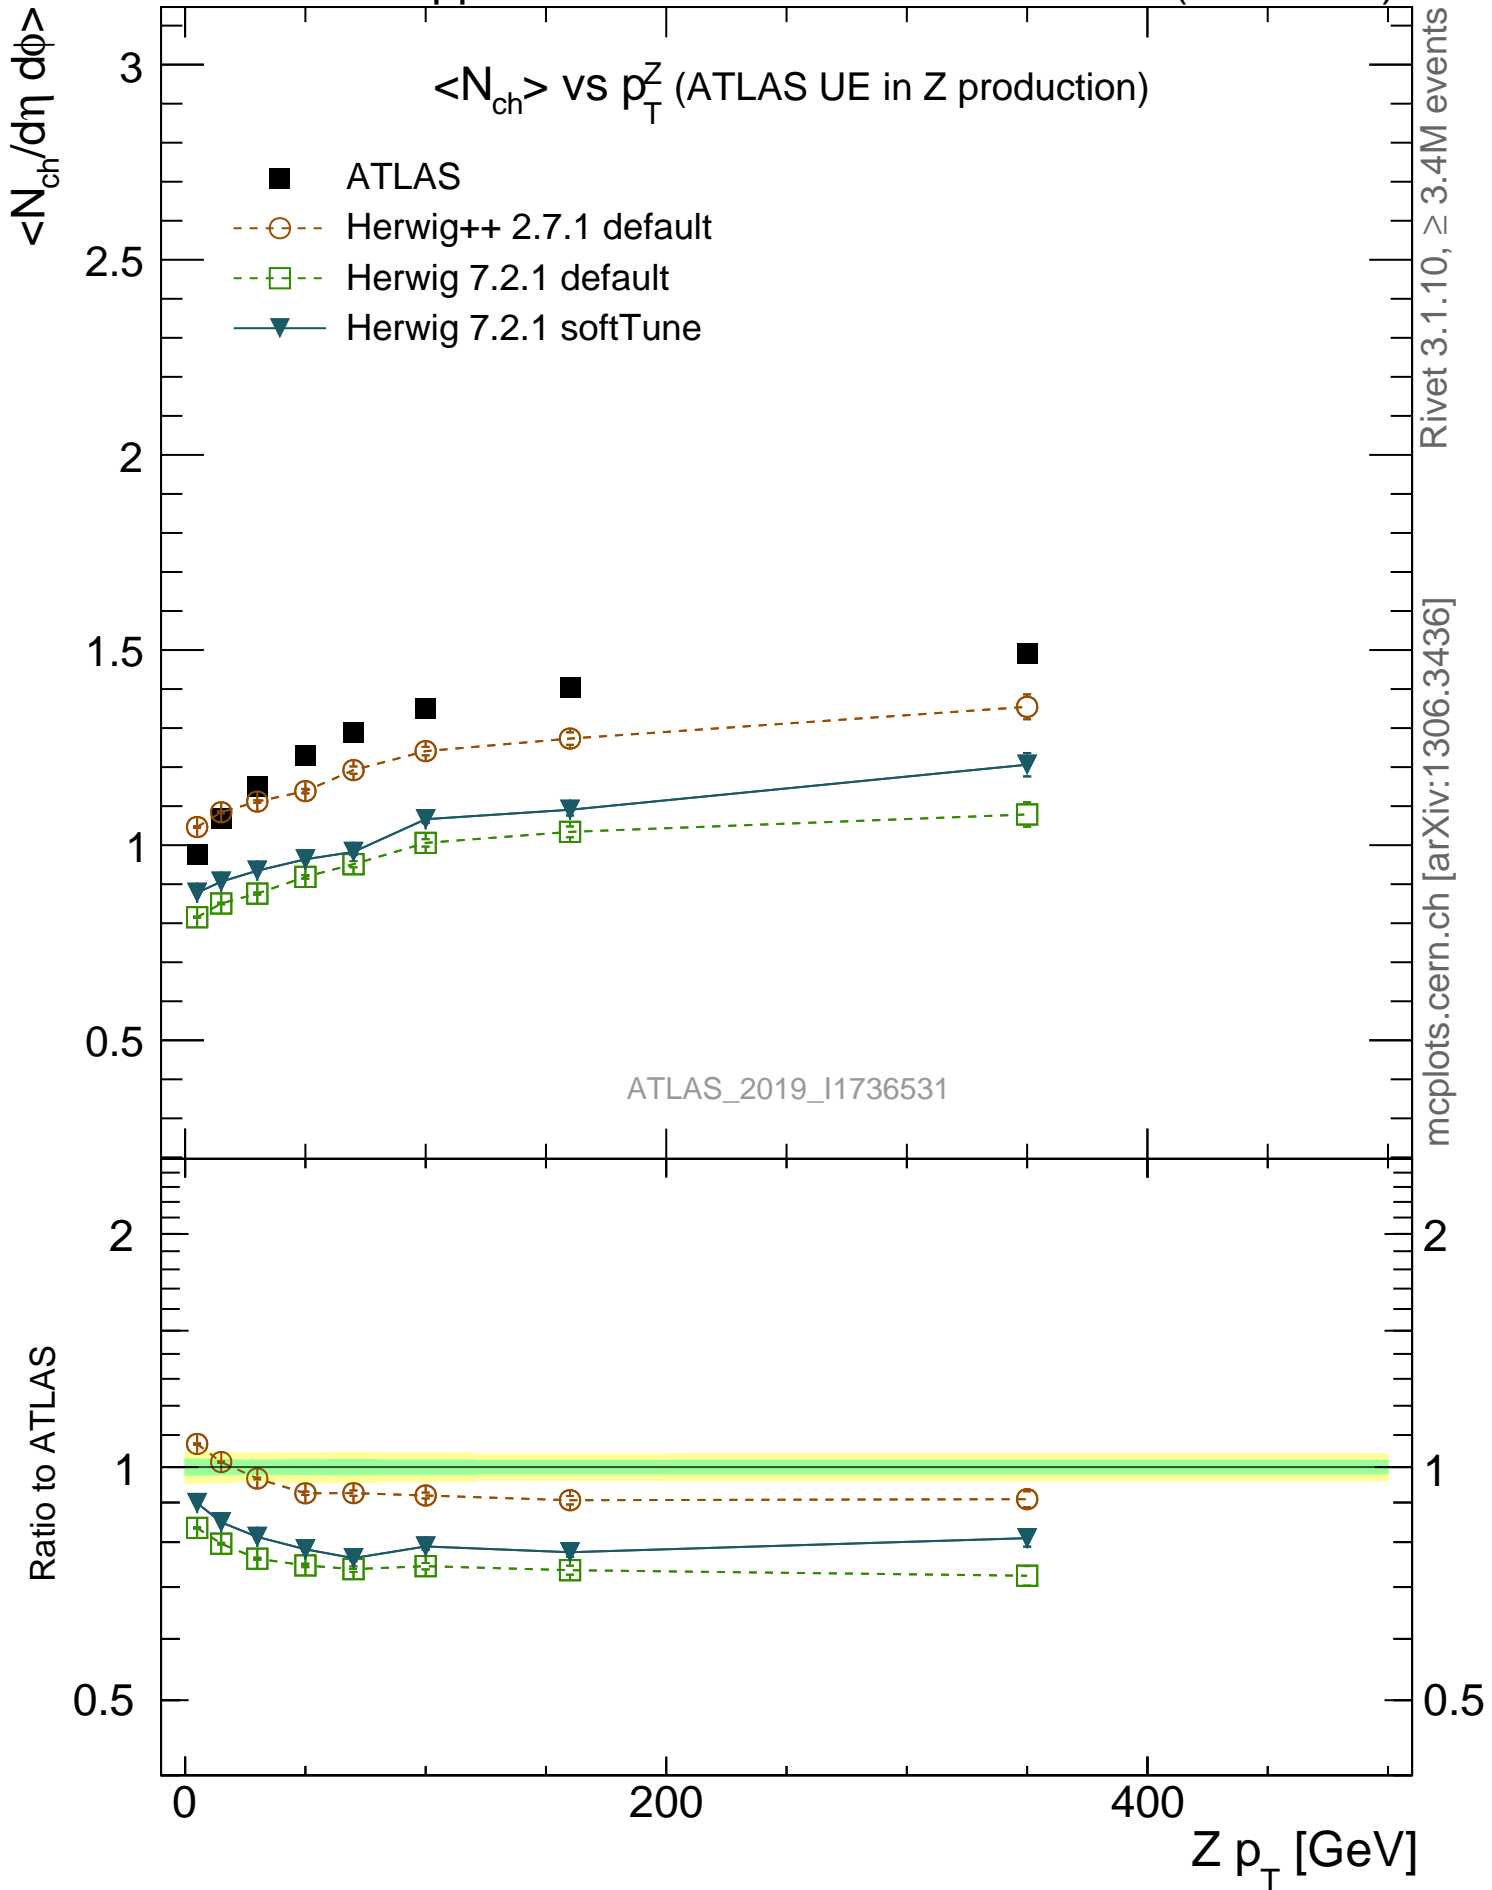 <N_ch> vs p_T^Z (ATLAS UE in Z production)
<N_ch/dη dϕ>
ATLAS
Herwig++ 2.7.1 default
Herwig 7.2.1 default
Herwig 7.2.1 softTune
3
2.5
2
1.5
1
0.5
ATLAS_2019_I1736531
Rivet 3.1.10, ≥ 3.4M events
mcplots.cern.ch [arXiv:1306.3436]
Ratio to ATLAS
2
1
0.5
2
1
0.5
0
200
400
Z p_T [GeV]